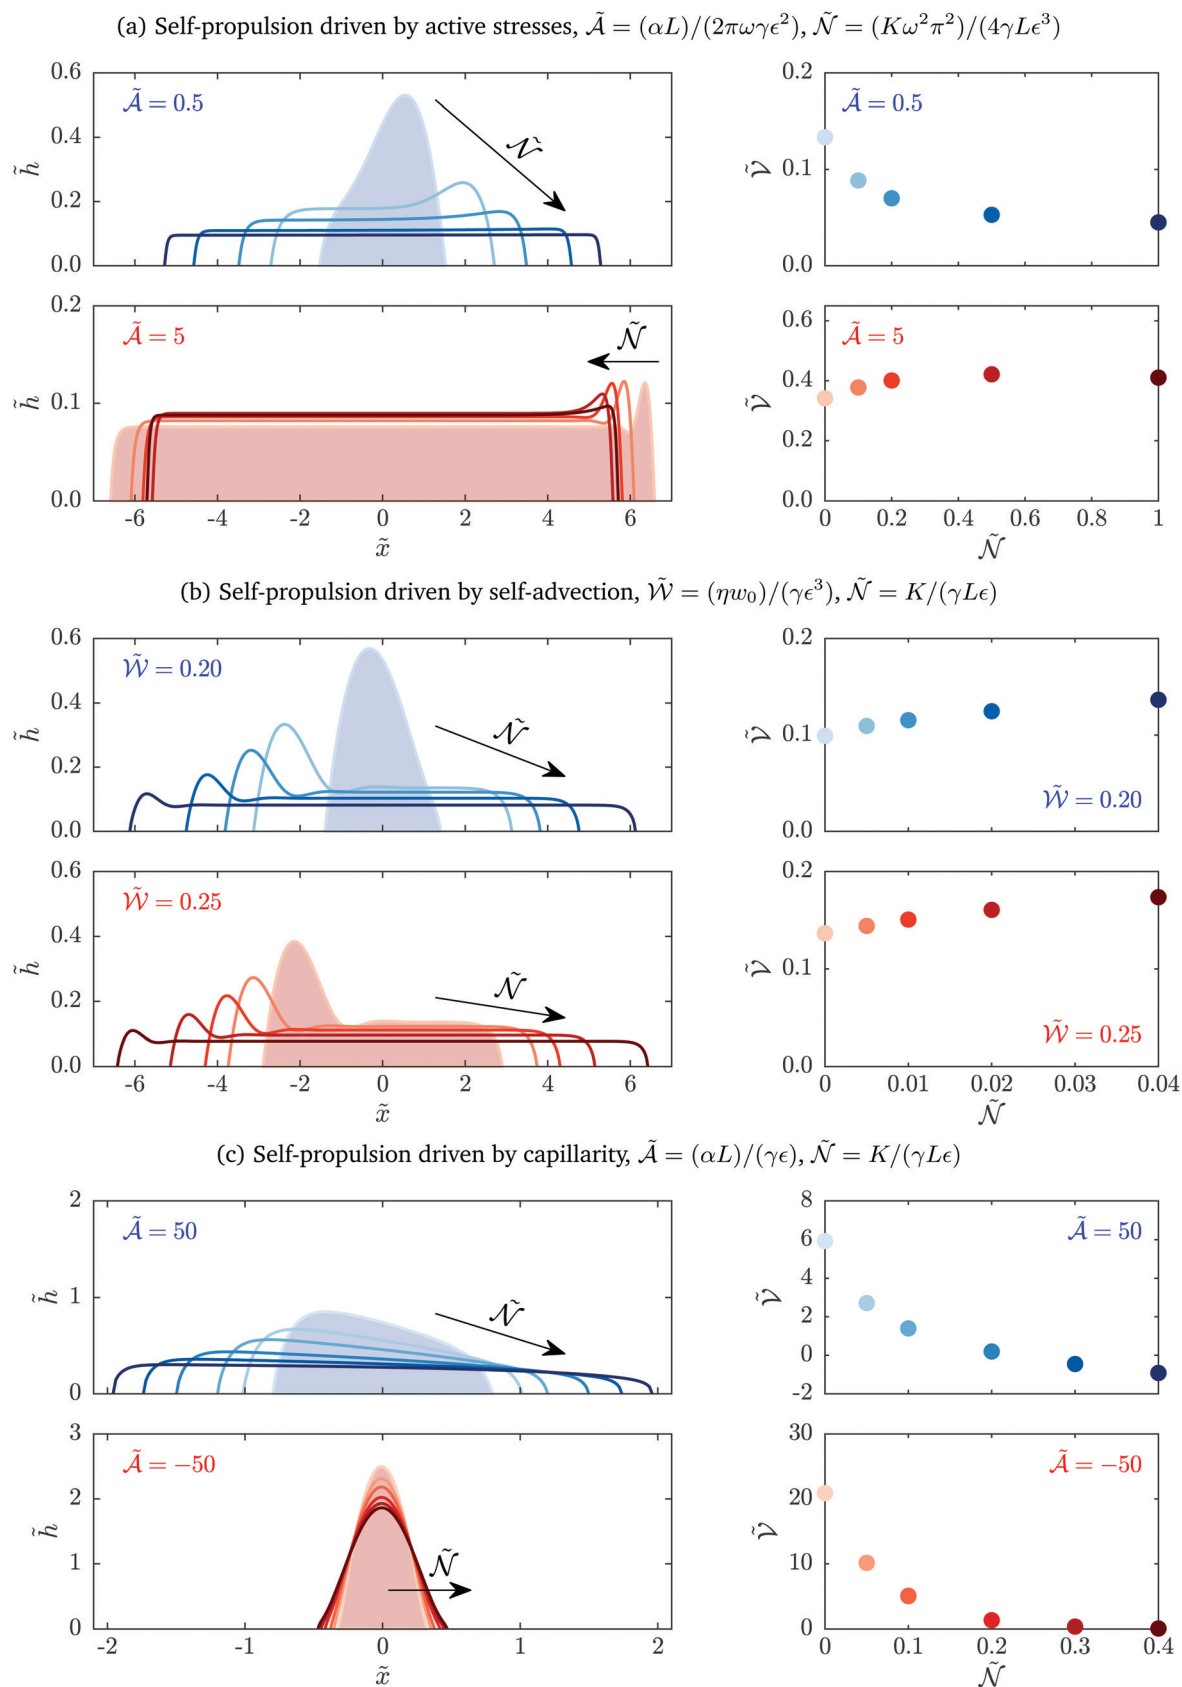 (a) Self-propulsion driven by active stresses, 𝒜̃ = (αL)/(2πωγϵ²), 𝒩̃ = (Kω²π²)/(4γLϵ³)
0.6
0.4
0.2
0.0
h̃
𝒜̃ = 0.5
𝒩̃
0.2
0.1
0.0
𝒱̃
𝒜̃ = 0.5
0.2
0.1
0.0
h̃
𝒜̃ = 5
𝒩̃
-6 -4 -2 0 2 4 6
x̃
0.6
0.4
0.2
0.0
𝒱̃
𝒜̃ = 5
0 0.2 0.4 0.6 0.8 1
𝒩̃
(b) Self-propulsion driven by self-advection, 𝒲̃ = (ηw₀)/(γϵ³), 𝒩̃ = K/(γLϵ)
0.6
0.4
0.2
0.0
h̃
𝒲̃ = 0.20
𝒩̃
0.2
0.1
0.0
𝒱̃
𝒲̃ = 0.20
0.6
0.4
0.2
0.0
h̃
𝒲̃ = 0.25
𝒩̃
-6 -4 -2 0 2 4 6
x̃
0.2
0.1
0.0
𝒱̃
𝒲̃ = 0.25
0 0.01 0.02 0.03 0.04
𝒩̃
(c) Self-propulsion driven by capillarity, 𝒜̃ = (αL)/(γϵ), 𝒩̃ = K/(γLϵ)
2
1
0
h̃
𝒜̃ = 50
𝒩̃
8
6
4
2
0
-2
𝒱̃
𝒜̃ = 50
3
2
1
0
h̃
𝒜̃ = −50
𝒩̃
-2 -1 0 1 2
x̃
30
20
10
0
𝒱̃
𝒜̃ = −50
0 0.1 0.2 0.3 0.4
𝒩̃